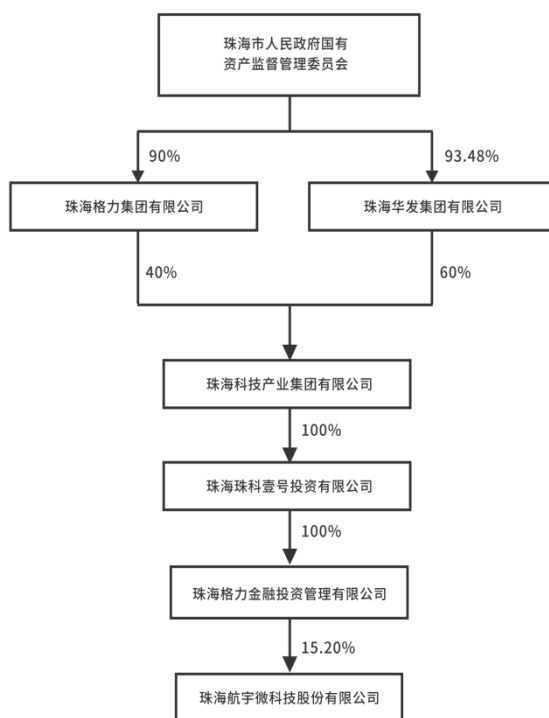 珠海市人民政府国有
资产监督管理委员会
90%
93.48%
珠海格力集团有限公司
珠海华发集团有限公司
40%
60%
珠海科技产业集团有限公司
100%
珠海珠科壹号投资有限公司
100%
珠海格力金融投资管理有限公司
15.20%
珠海航宇微科技股份有限公司